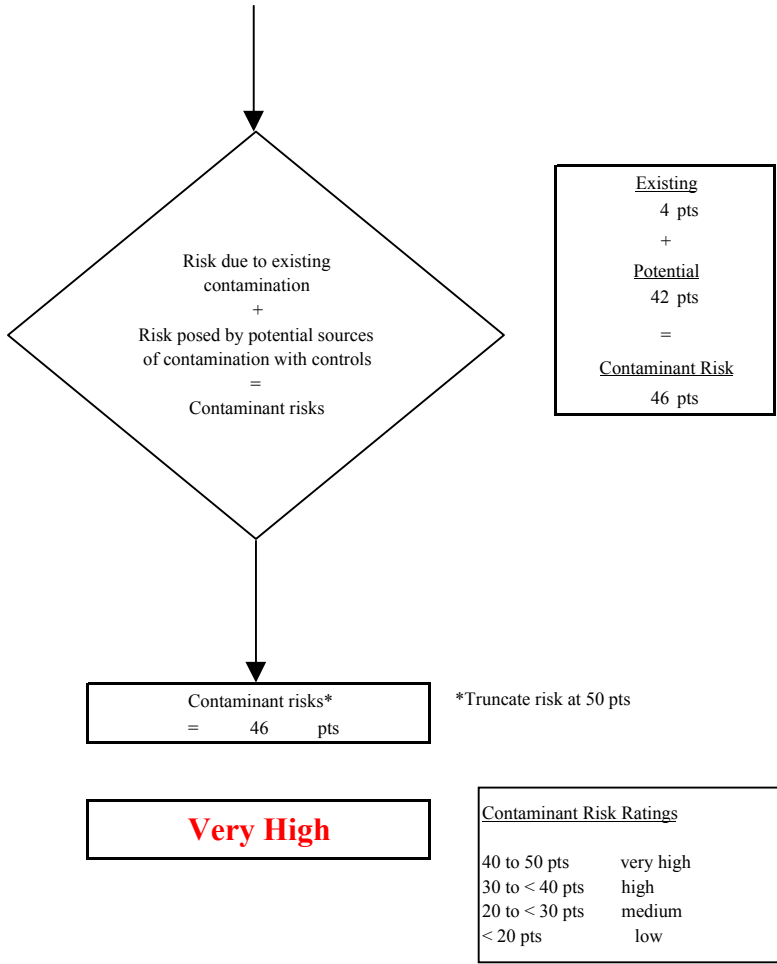 Risk due to existing
contamination
+
Risk posed by potential sources
of contamination with controls
=
Contaminant risks
Existing
4 pts
+
Potential
42 pts
=
Contaminant Risk
46 pts
Contaminant risks*
= 46 pts
*Truncate risk at 50 pts
Very High
Contaminant Risk Ratings
40 to 50 pts very high
30 to < 40 pts high
20 to < 30 pts medium
< 20 pts low